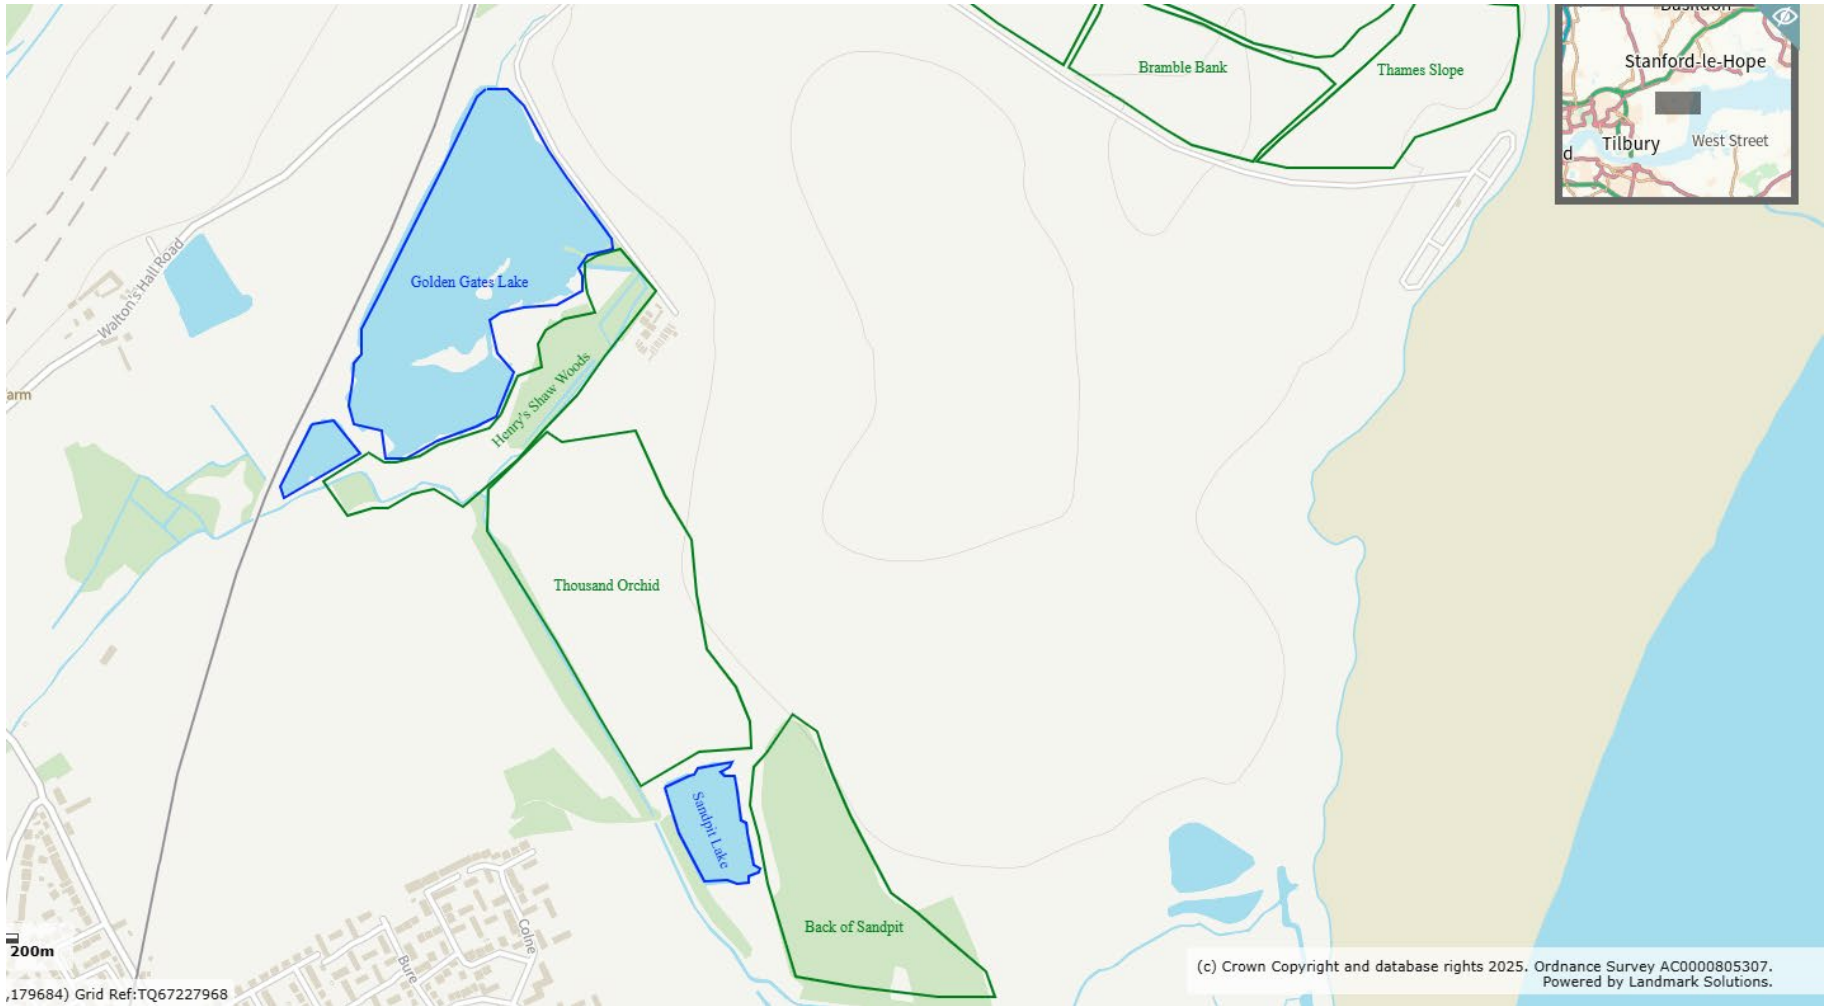 Basildon
Stanford-le-Hope
Tilbury
West Street
d
Bramble Bank
Thames Slope
Golden Gates Lake
Walton's Hall Road
Henry's Shaw Woods
arm
Thousand Orchid
Sandpit Lake
Back of Sandpit
Colne
Bure
200m
,179684) Grid Ref:TQ67227968
(c) Crown Copyright and database rights 2025. Ordnance Survey AC0000805307.
Powered by Landmark Solutions.